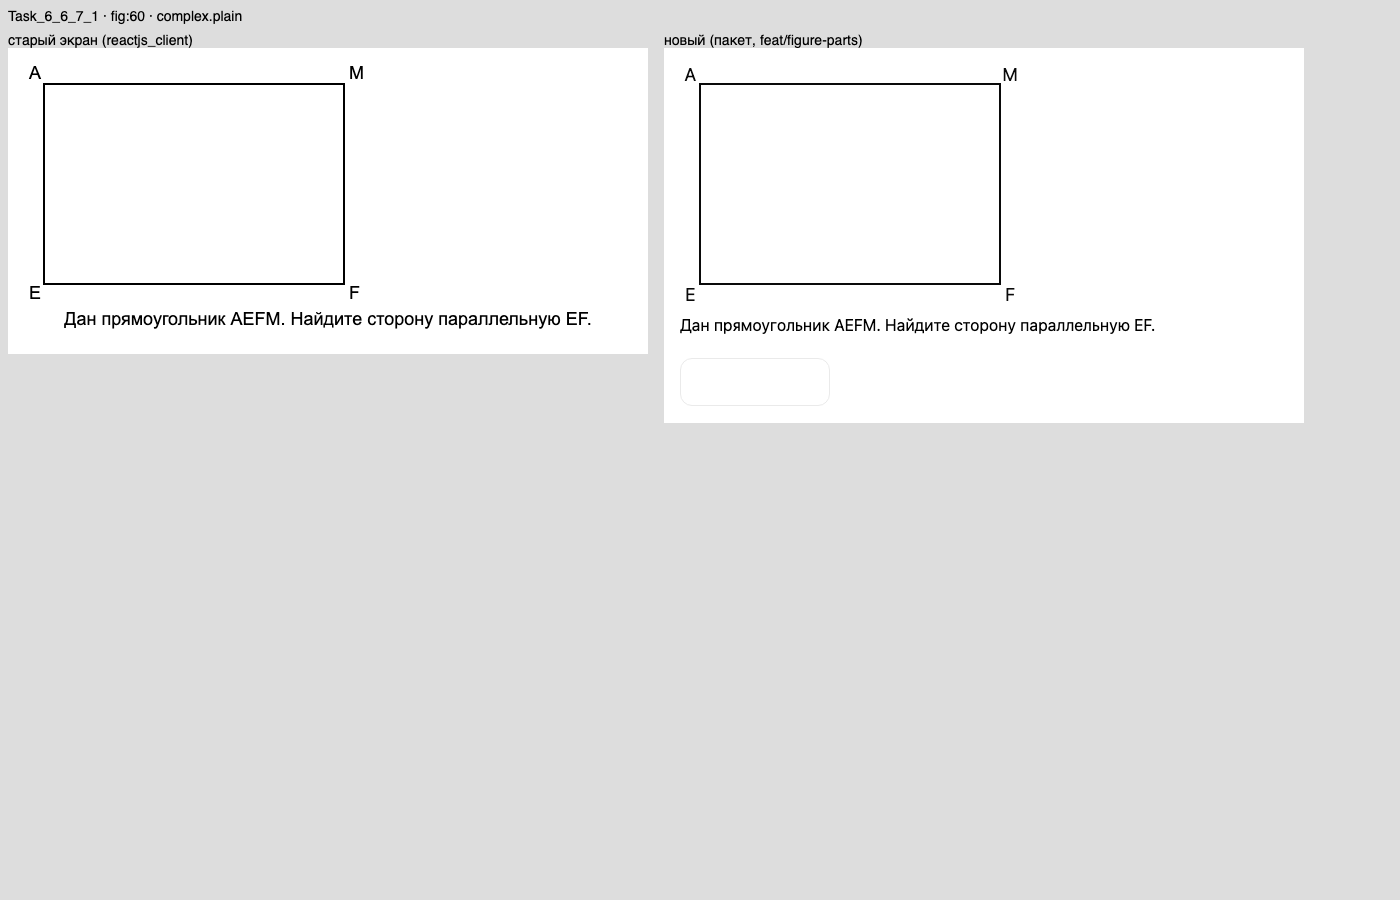 Task_6_6_7_1 · fig:60 · complex.plain
старый экран (reactjs_client)
A
M
E
F
Дан прямоугольник AEFM. Найдите сторону параллельную EF.
новый (пакет, feat/figure-parts)
A
M
E
F
Дан прямоугольник AEFM. Найдите сторону параллельную EF.